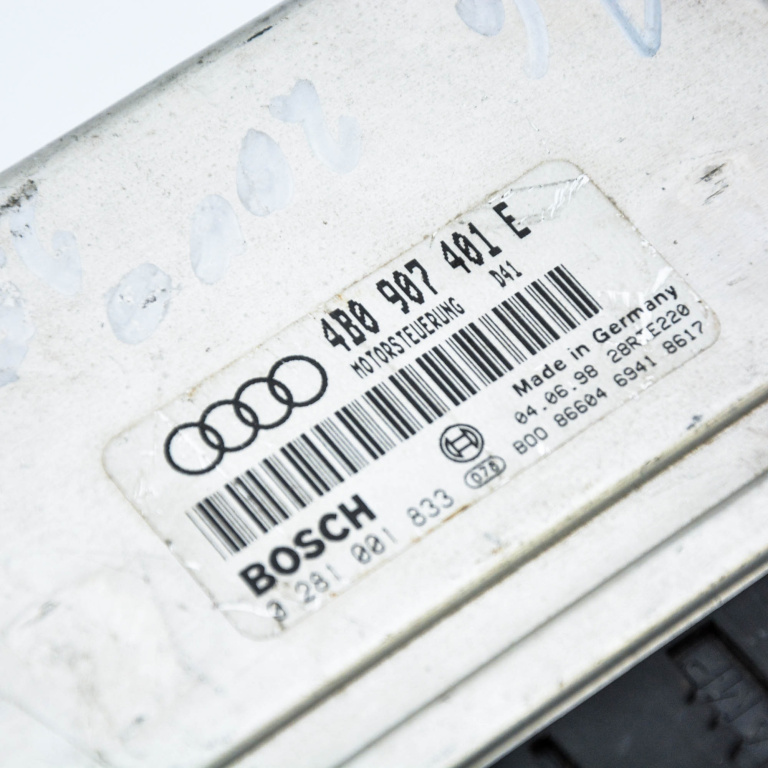 4B0 907 401 E
MOTORSTEUERUNG D41
Made in Germany
04.06.98
078 B00 86604 6941 8617
BOSCH
0 281 001 833